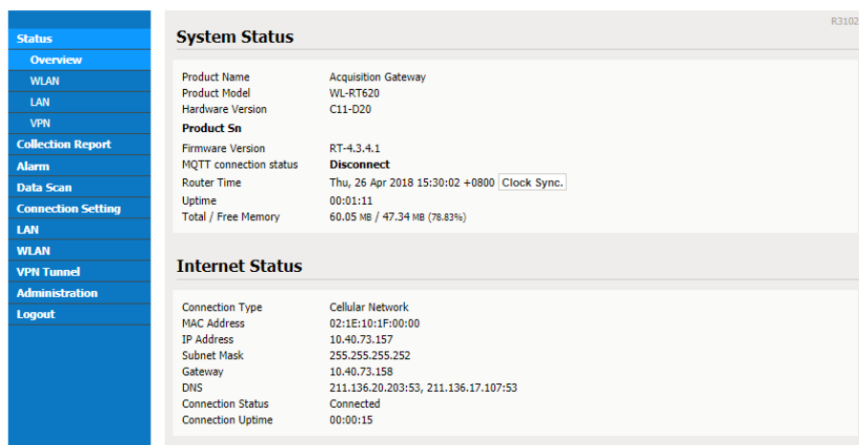 R3102
Status
Overview
WLAN
LAN
VPN
Collection Report
Alarm
Data Scan
Connection Setting
LAN
WLAN
VPN Tunnel
Administration
Logout
System Status
Product Name Acquisition Gateway
Product Model WL-RT620
Hardware Version C11-D20
Product Sn
Firmware Version RT-4.3.4.1
MQTT connection status Disconnect
Router Time Thu, 26 Apr 2018 15:30:02 +0800 Clock Sync.
Uptime 00:01:11
Total / Free Memory 60.05 MB / 47.34 MB (78.83%)
Internet Status
Connection Type Cellular Network
MAC Address 02:1E:10:1F:00:00
IP Address 10.40.73.157
Subnet Mask 255.255.255.252
Gateway 10.40.73.158
DNS 211.136.20.203:53, 211.136.17.107:53
Connection Status Connected
Connection Uptime 00:00:15